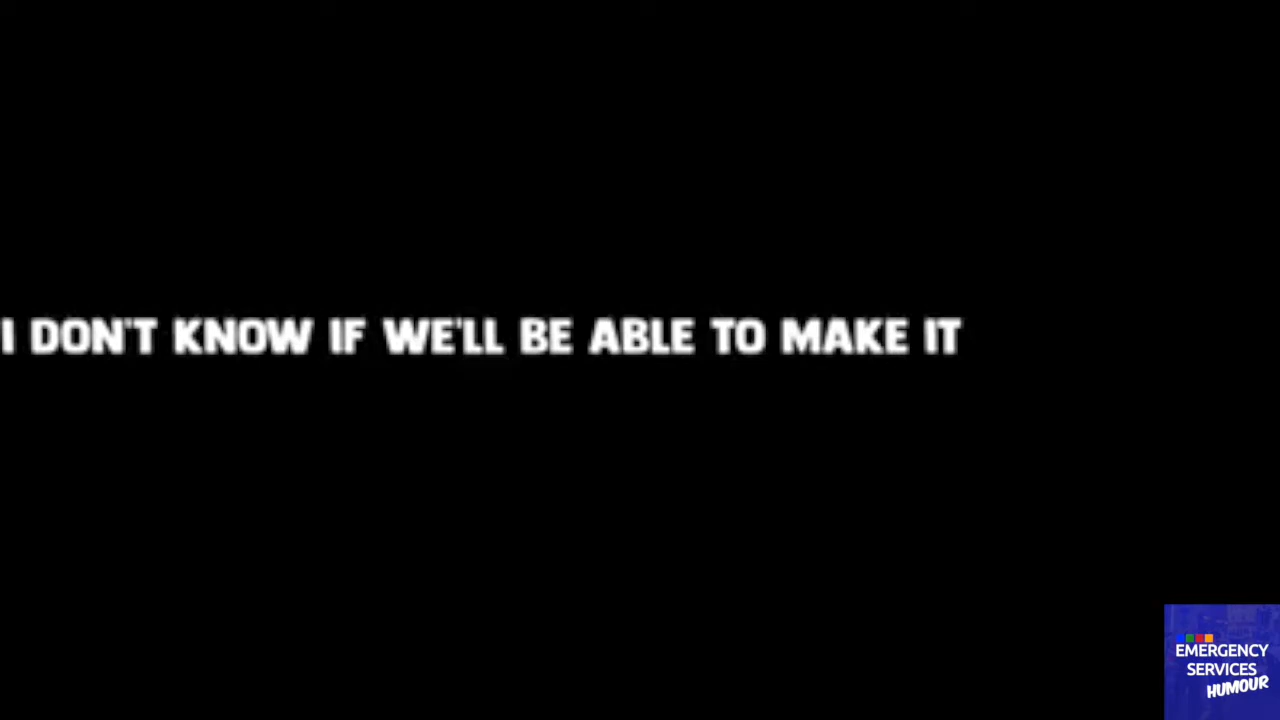 I DON'T KNOW IF WE'LL BE ABLE TO MAKE IT
EMERGENCY
SERVICES
HUMOUR